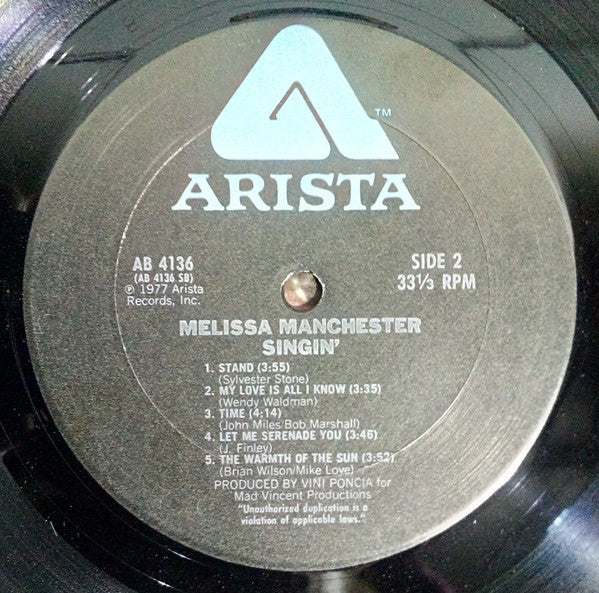 ™
ARISTA
AB 4136
(AB 4136 SB)
℗ 1977 Arista
Records, Inc.
SIDE 2
33⅓ RPM
MELISSA MANCHESTER
SINGIN'
1. STAND (3:55)
(Sylvester Stone)
2. MY LOVE IS ALL I KNOW (3:35)
(Wendy Waldman)
3. TIME (4:14)
(John Miles/Bob Marshall)
4. LET ME SERENADE YOU (3:46)
(J. Finley)
5. THE WARMTH OF THE SUN (3:52)
(Brian Wilson/Mike Love)
PRODUCED BY VINI PONCIA for
Mad Vincent Productions
"Unauthorized duplication is a
violation of applicable laws."